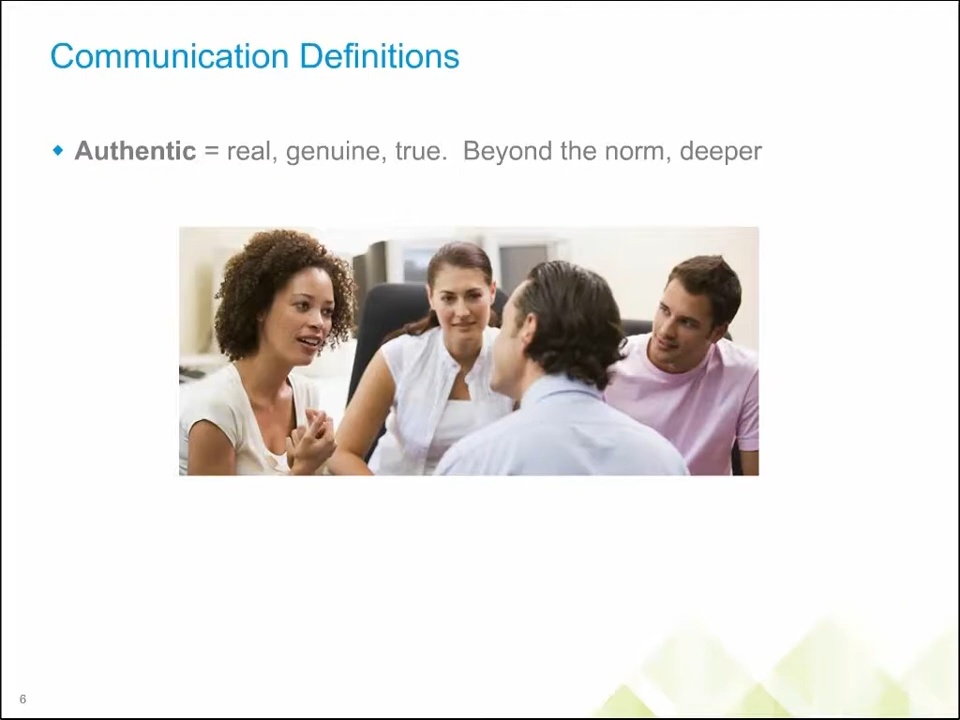 Communication Definitions
Authentic = real, genuine, true.  Beyond the norm, deeper
6